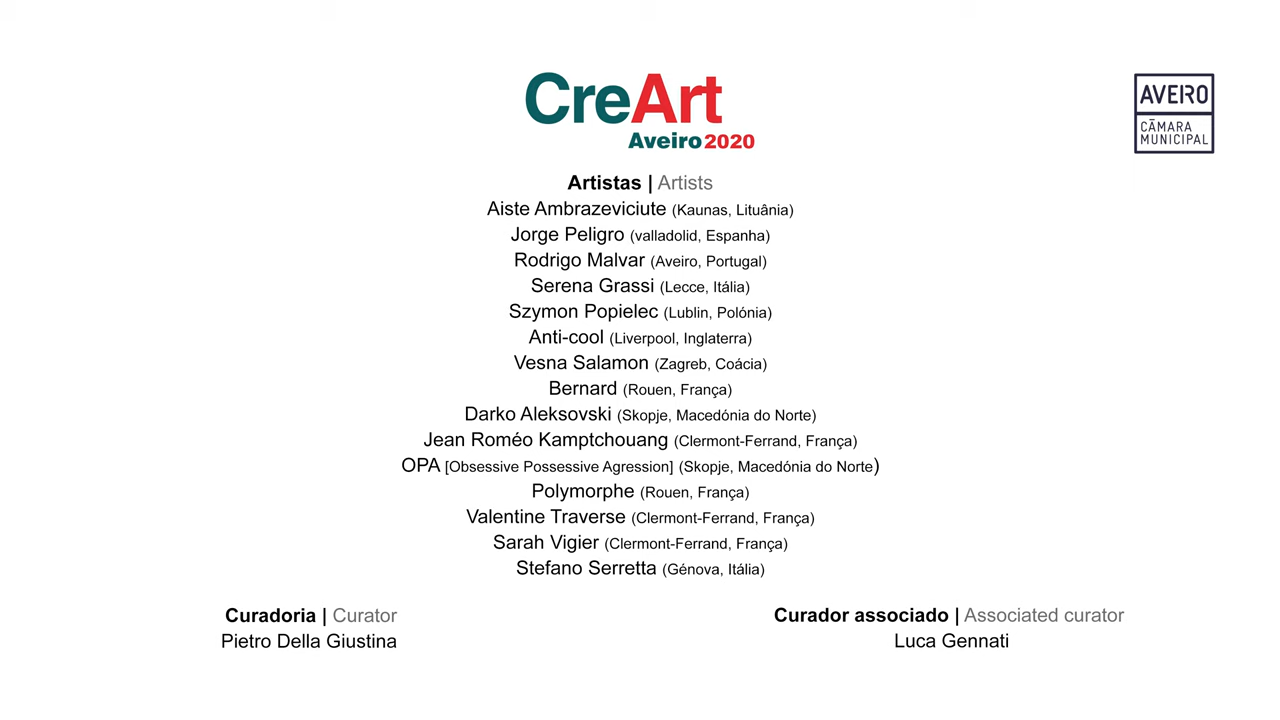 CreArt
Aveiro2020
AVEIRO
CĀMARA
MUNICIPAL
Artistas | Artists
Aiste Ambrazeviciute (Kaunas, Lituânia)
Jorge Peligro (valladolid, Espanha)
Rodrigo Malvar (Aveiro, Portugal)
Serena Grassi (Lecce, Itália)
Szymon Popielec (Lublin, Polónia)
Anti-cool (Liverpool, Inglaterra)
Vesna Salamon (Zagreb, Coácia)
Bernard (Rouen, França)
Darko Aleksovski (Skopje, Macedónia do Norte)
Jean Roméo Kamptchouang (Clermont-Ferrand, França)
OPA [Obsessive Possessive Agression] (Skopje, Macedónia do Norte)
Polymorphe (Rouen, França)
Valentine Traverse (Clermont-Ferrand, França)
Sarah Vigier (Clermont-Ferrand, França)
Stefano Serretta (Génova, Itália)
Curadoria | Curator
Pietro Della Giustina
Curador associado | Associated curator
Luca Gennati